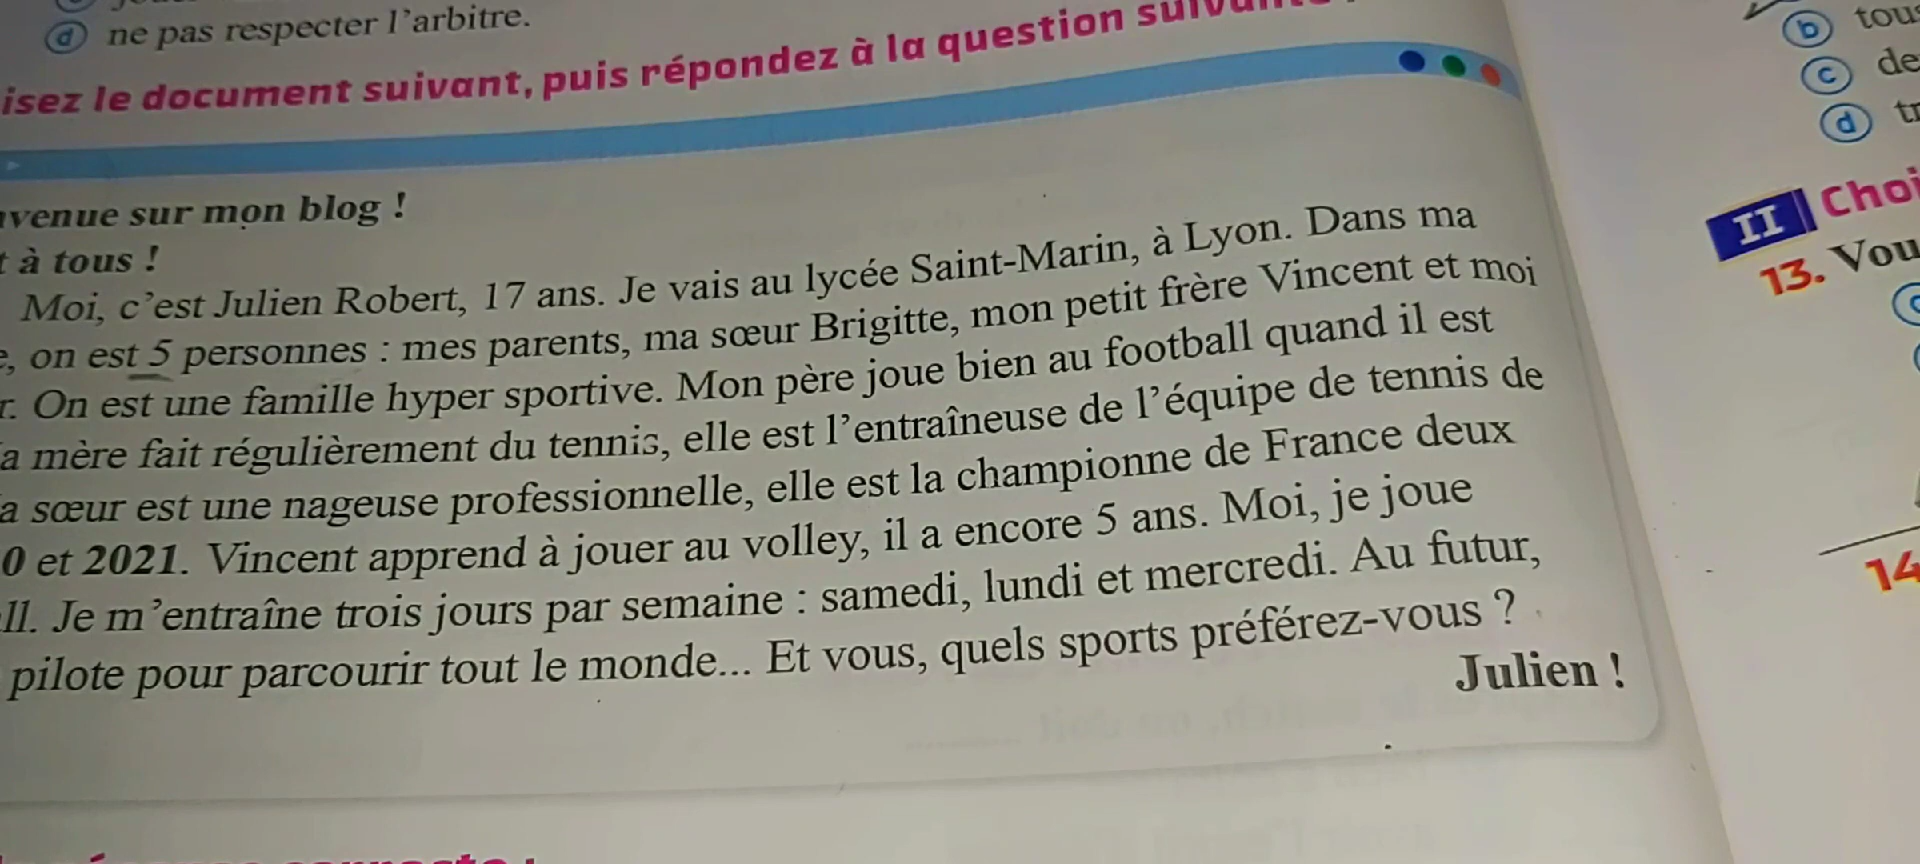 d ne pas respecter l'arbitre.
isez le document suivant, puis répondez à la question
venue sur mon blog !
à tous !
Moi, c'est Julien Robert, 17 ans. Je vais au lycée Saint-Marin, à Lyon. Dans ma
, on est 5 personnes : mes parents, ma sœur Brigitte, mon petit frère Vincent et moi
r. On est une famille hyper sportive. Mon père joue bien au football quand il est
a mère fait régulièrement du tennis, elle est l'entraîneuse de l'équipe de tennis de
a sœur est une nageuse professionnelle, elle est la championne de France deux
0 et 2021. Vincent apprend à jouer au volley, il a encore 5 ans. Moi, je joue
ll. Je m'entraîne trois jours par semaine : samedi, lundi et mercredi. Au futur,
pilote pour parcourir tout le monde... Et vous, quels sports préférez-vous ?
Julien !
b tou
c de
d tr
II Choi
13. Vou
14